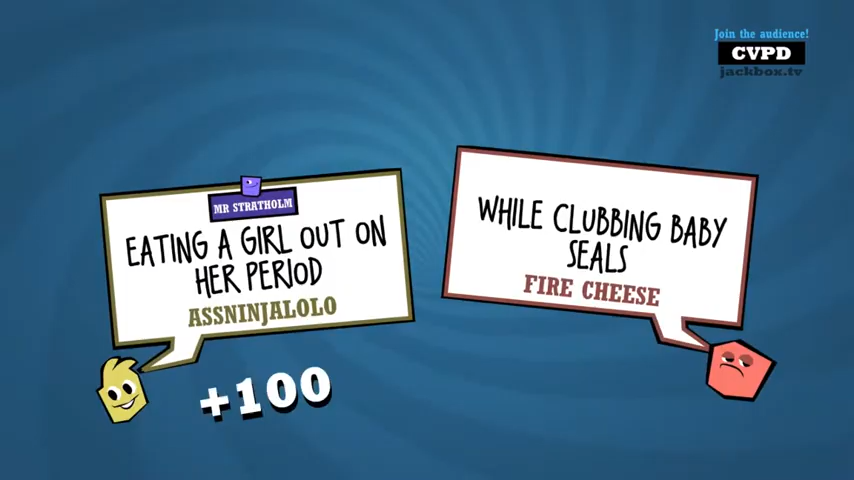 Join the audience!
CVPD
jackbox.tv
MR STRATHOLM
EATING A GIRL OUT ON
HER PERIOD
ASSNINJALOLO
+100
WHILE CLUBBING BABY
SEALS
FIRE CHEESE